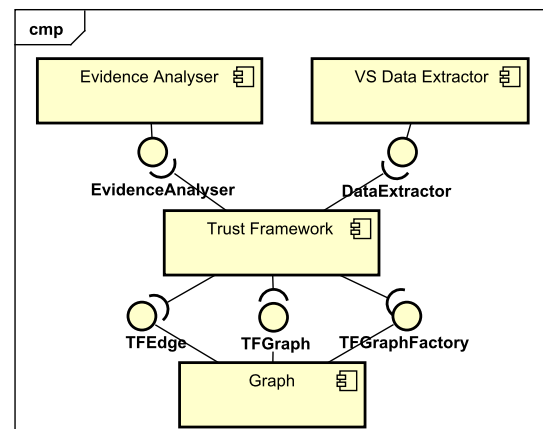 cmp
Evidence Analyser
VS Data Extractor
EvidenceAnalyser
DataExtractor
Trust Framework
TFEdge
TFGraph
TFGraphFactory
Graph